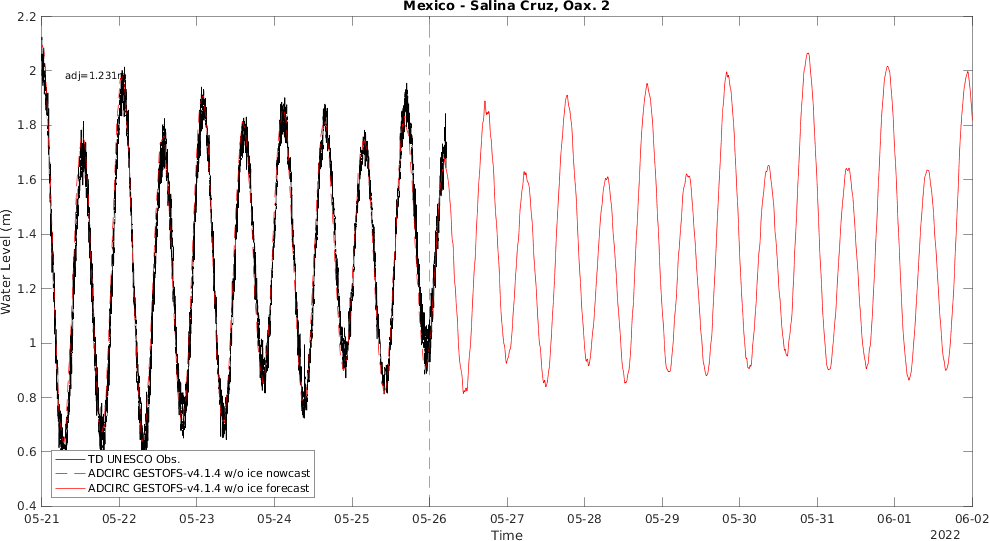 Mexico - Salina Cruz, Oax. 2
2.2
2
1.8
1.6
1.4
1.2
1
0.8
0.6
0.4
Water Level (m)
adj=1.231m
TD UNESCO Obs.
ADCIRC GESTOFS-v4.1.4 w/o ice nowcast
ADCIRC GESTOFS-v4.1.4 w/o ice forecast
05-21 05-22 05-23 05-24 05-25 05-26 05-27 05-28 05-29 05-30 05-31 06-01 06-02
Time
2022